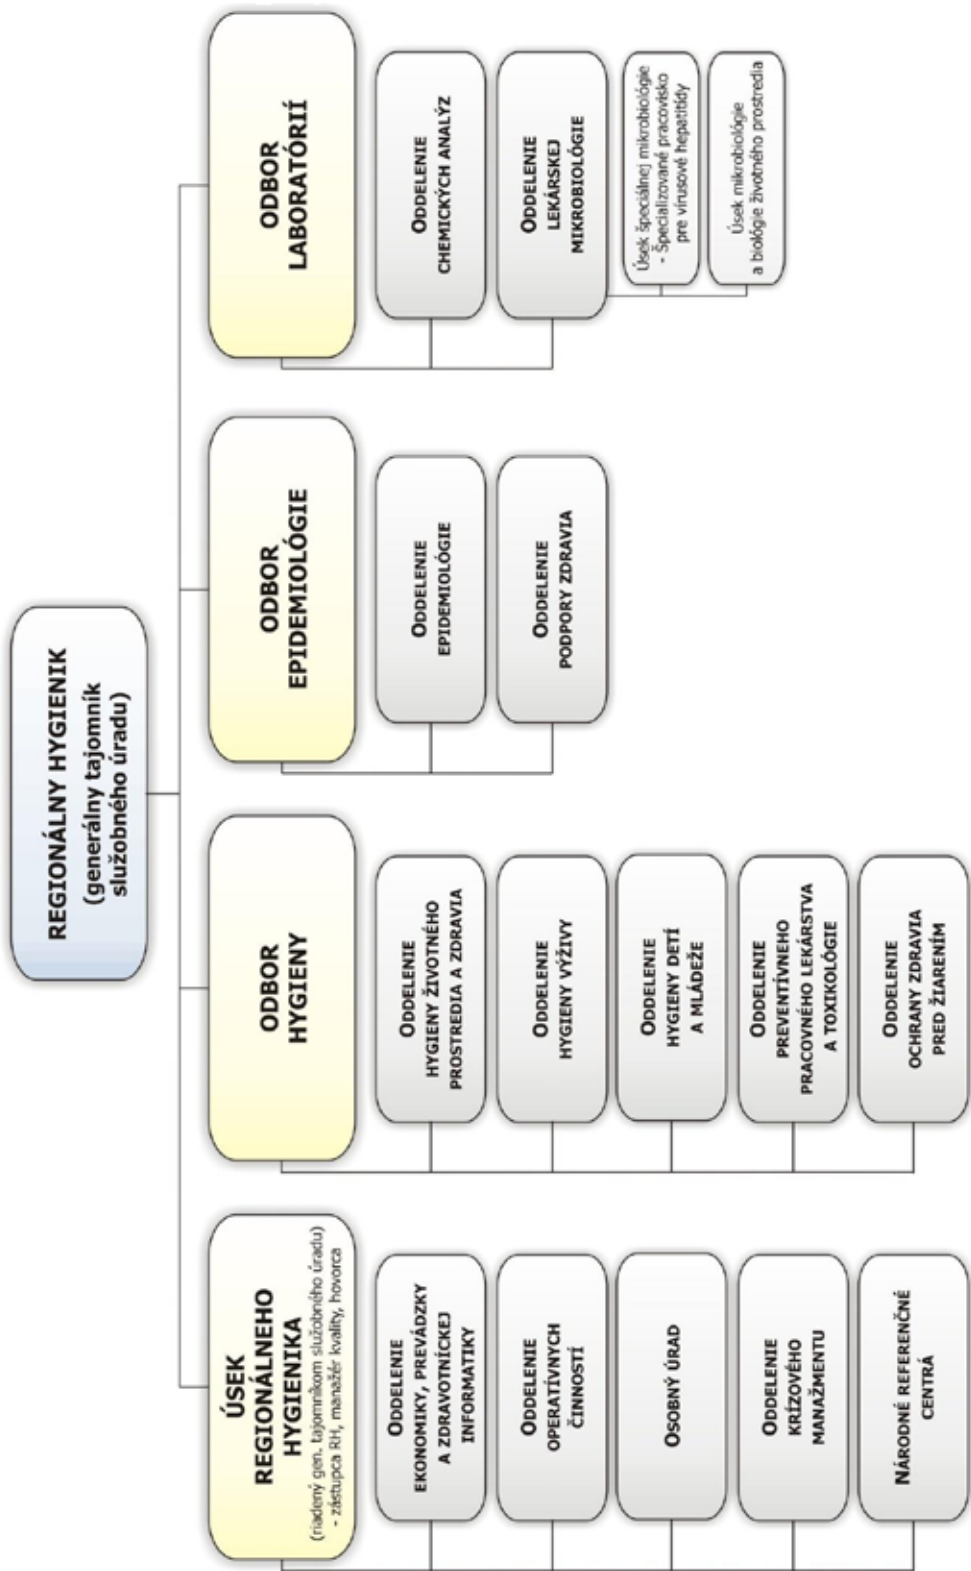 REGIONÁLNY HYGIENIK
(generálny tajomník
služobného úradu)
ÚSEK
REGIONÁLNEHO
HYGIENIKA
(riadený gen. tajomníkom služobného úradu)
- zástupca RH, manažér kvality, hovorca
ODDELENIE
EKONOMIKY, PREVÁDZKY
A ZDRAVOTNÍCKEJ
INFORMATIKY
ODDELENIE
OPERATÍVNYCH
ČINNOSTÍ
OSOBNÝ ÚRAD
ODDELENIE
KRÍZOVÉHO
MANAŽMENTU
NÁRODNÉ REFERENČNÉ
CENTRÁ
ODBOR
HYGIENY
ODDELENIE
HYGIENY ŽIVOTNÉHO
PROSTREDIA A ZDRAVIA
ODDELENIE
HYGIENY VÝŽIVY
ODDELENIE
HYGIENY DETÍ
A MLÁDEŽE
ODDELENIE
PREVENTÍVNEHO
PRACOVNÉHO LEKÁRSTVA
A TOXIKOLÓGIE
ODDELENIE
OCHRANY ZDRAVIA
PRED ŽIARENÍM
ODBOR
EPIDEMIOLÓGIE
ODDELENIE
EPIDEMIOLÓGIE
ODDELENIE
PODPORY ZDRAVIA
ODBOR
LABORATÓRIÍ
ODDELENIE
CHEMICKÝCH ANALÝZ
ODDELENIE
LEKÁRSKEJ
MIKROBIOLÓGIE
Úsek špeciálnej mikrobiológie
- Špecializované pracovisko
pre vírusové hepatitídy
Úsek mikrobiológie
a biológie životného prostredia